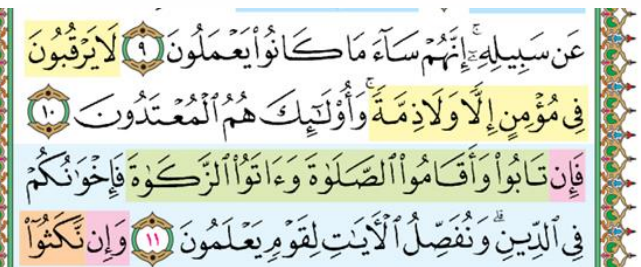 عَن سَبِيلِهِۦٓۚ إِنَّهُمۡ سَآءَ مَا كَانُواْ يَعۡمَلُونَ ٩ لَا يَرۡقُبُونَ
فِي مُؤۡمِنٍ إِلّٗا وَلَا ذِمَّةٗۚ وَأُوْلَٰٓئِكَ هُمُ ٱلۡمُعۡتَدُونَ ١٠
فَإِن تَابُواْ وَأَقَامُواْ ٱلصَّلَوٰةَ وَءَاتَوُاْ ٱلزَّكَوٰةَ فَإِخۡوَٰنُكُمۡ
فِي ٱلدِّينِۗ وَنُفَصِّلُ ٱلۡأٓيَٰتِ لِقَوۡمٖ يَعۡلَمُونَ ١١ وَإِن نَّكَثُوٓاْ